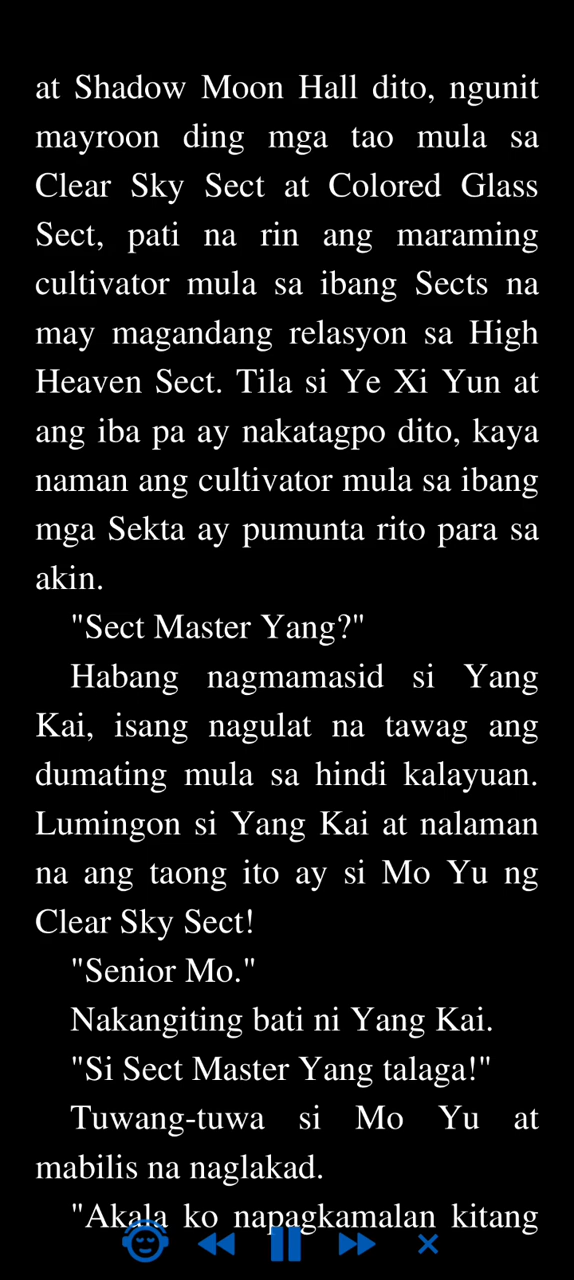 at Shadow Moon Hall dito, ngunit
mayroon ding mga tao mula sa
Clear Sky Sect at Colored Glass
Sect, pati na rin ang maraming
cultivator mula sa ibang Sects na
may magandang relasyon sa High
Heaven Sect. Tila si Ye Xi Yun at
ang iba pa ay nakatagpo dito, kaya
naman ang cultivator mula sa ibang
mga Sekta ay pumunta rito para sa
akin.
"Sect Master Yang?"
Habang nagmamasid si Yang
Kai, isang nagulat na tawag ang
dumating mula sa hindi kalayuan.
Lumingon si Yang Kai at nalaman
na ang taong ito ay si Mo Yu ng
Clear Sky Sect!
"Senior Mo."
Nakangiting bati ni Yang Kai.
"Si Sect Master Yang talaga!"
Tuwang-tuwa si Mo Yu at
mabilis na naglakad.
"Akala ko napagkamalan kitang